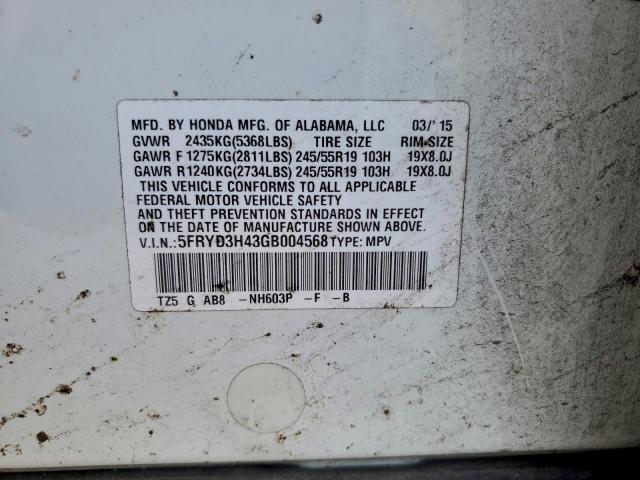 MFD. BY HONDA MFG. OF ALABAMA, LLC 03/'15
GVWR 2435KG(5368LBS) TIRE SIZE RIM-SIZE
GAWR F 1275KG(2811LBS) 245/55R19 103H 19X8.0J
GAWR R 1240KG(2734LBS) 245/55R19 103H 19X8.0J
THIS VEHICLE CONFORMS TO ALL APPLICABLE
FEDERAL MOTOR VEHICLE SAFETY
AND THEFT PREVENTION STANDARDS IN EFFECT
ON THE DATE OF MANUFACTURE SHOWN ABOVE.
V.I.N.: 5FRYD3H43GB004568 TYPE: MPV
TZ5 G AB8 -NH603P -F -B